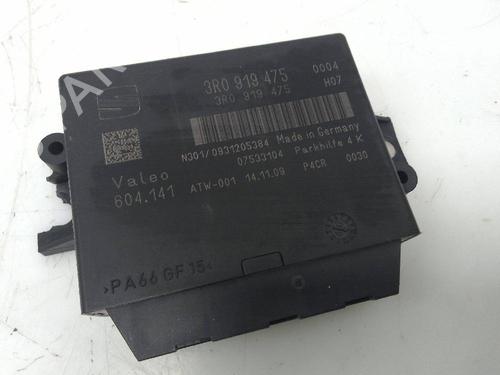 3R0 919 475 0004
3R0 919 475 H07
N301/0931205384 Made in Germany
07533104 Parkhilfe 4 K
Valeo
604.141 ATW-001 14.11.09 P4CR 0030
>PA66 GF15<